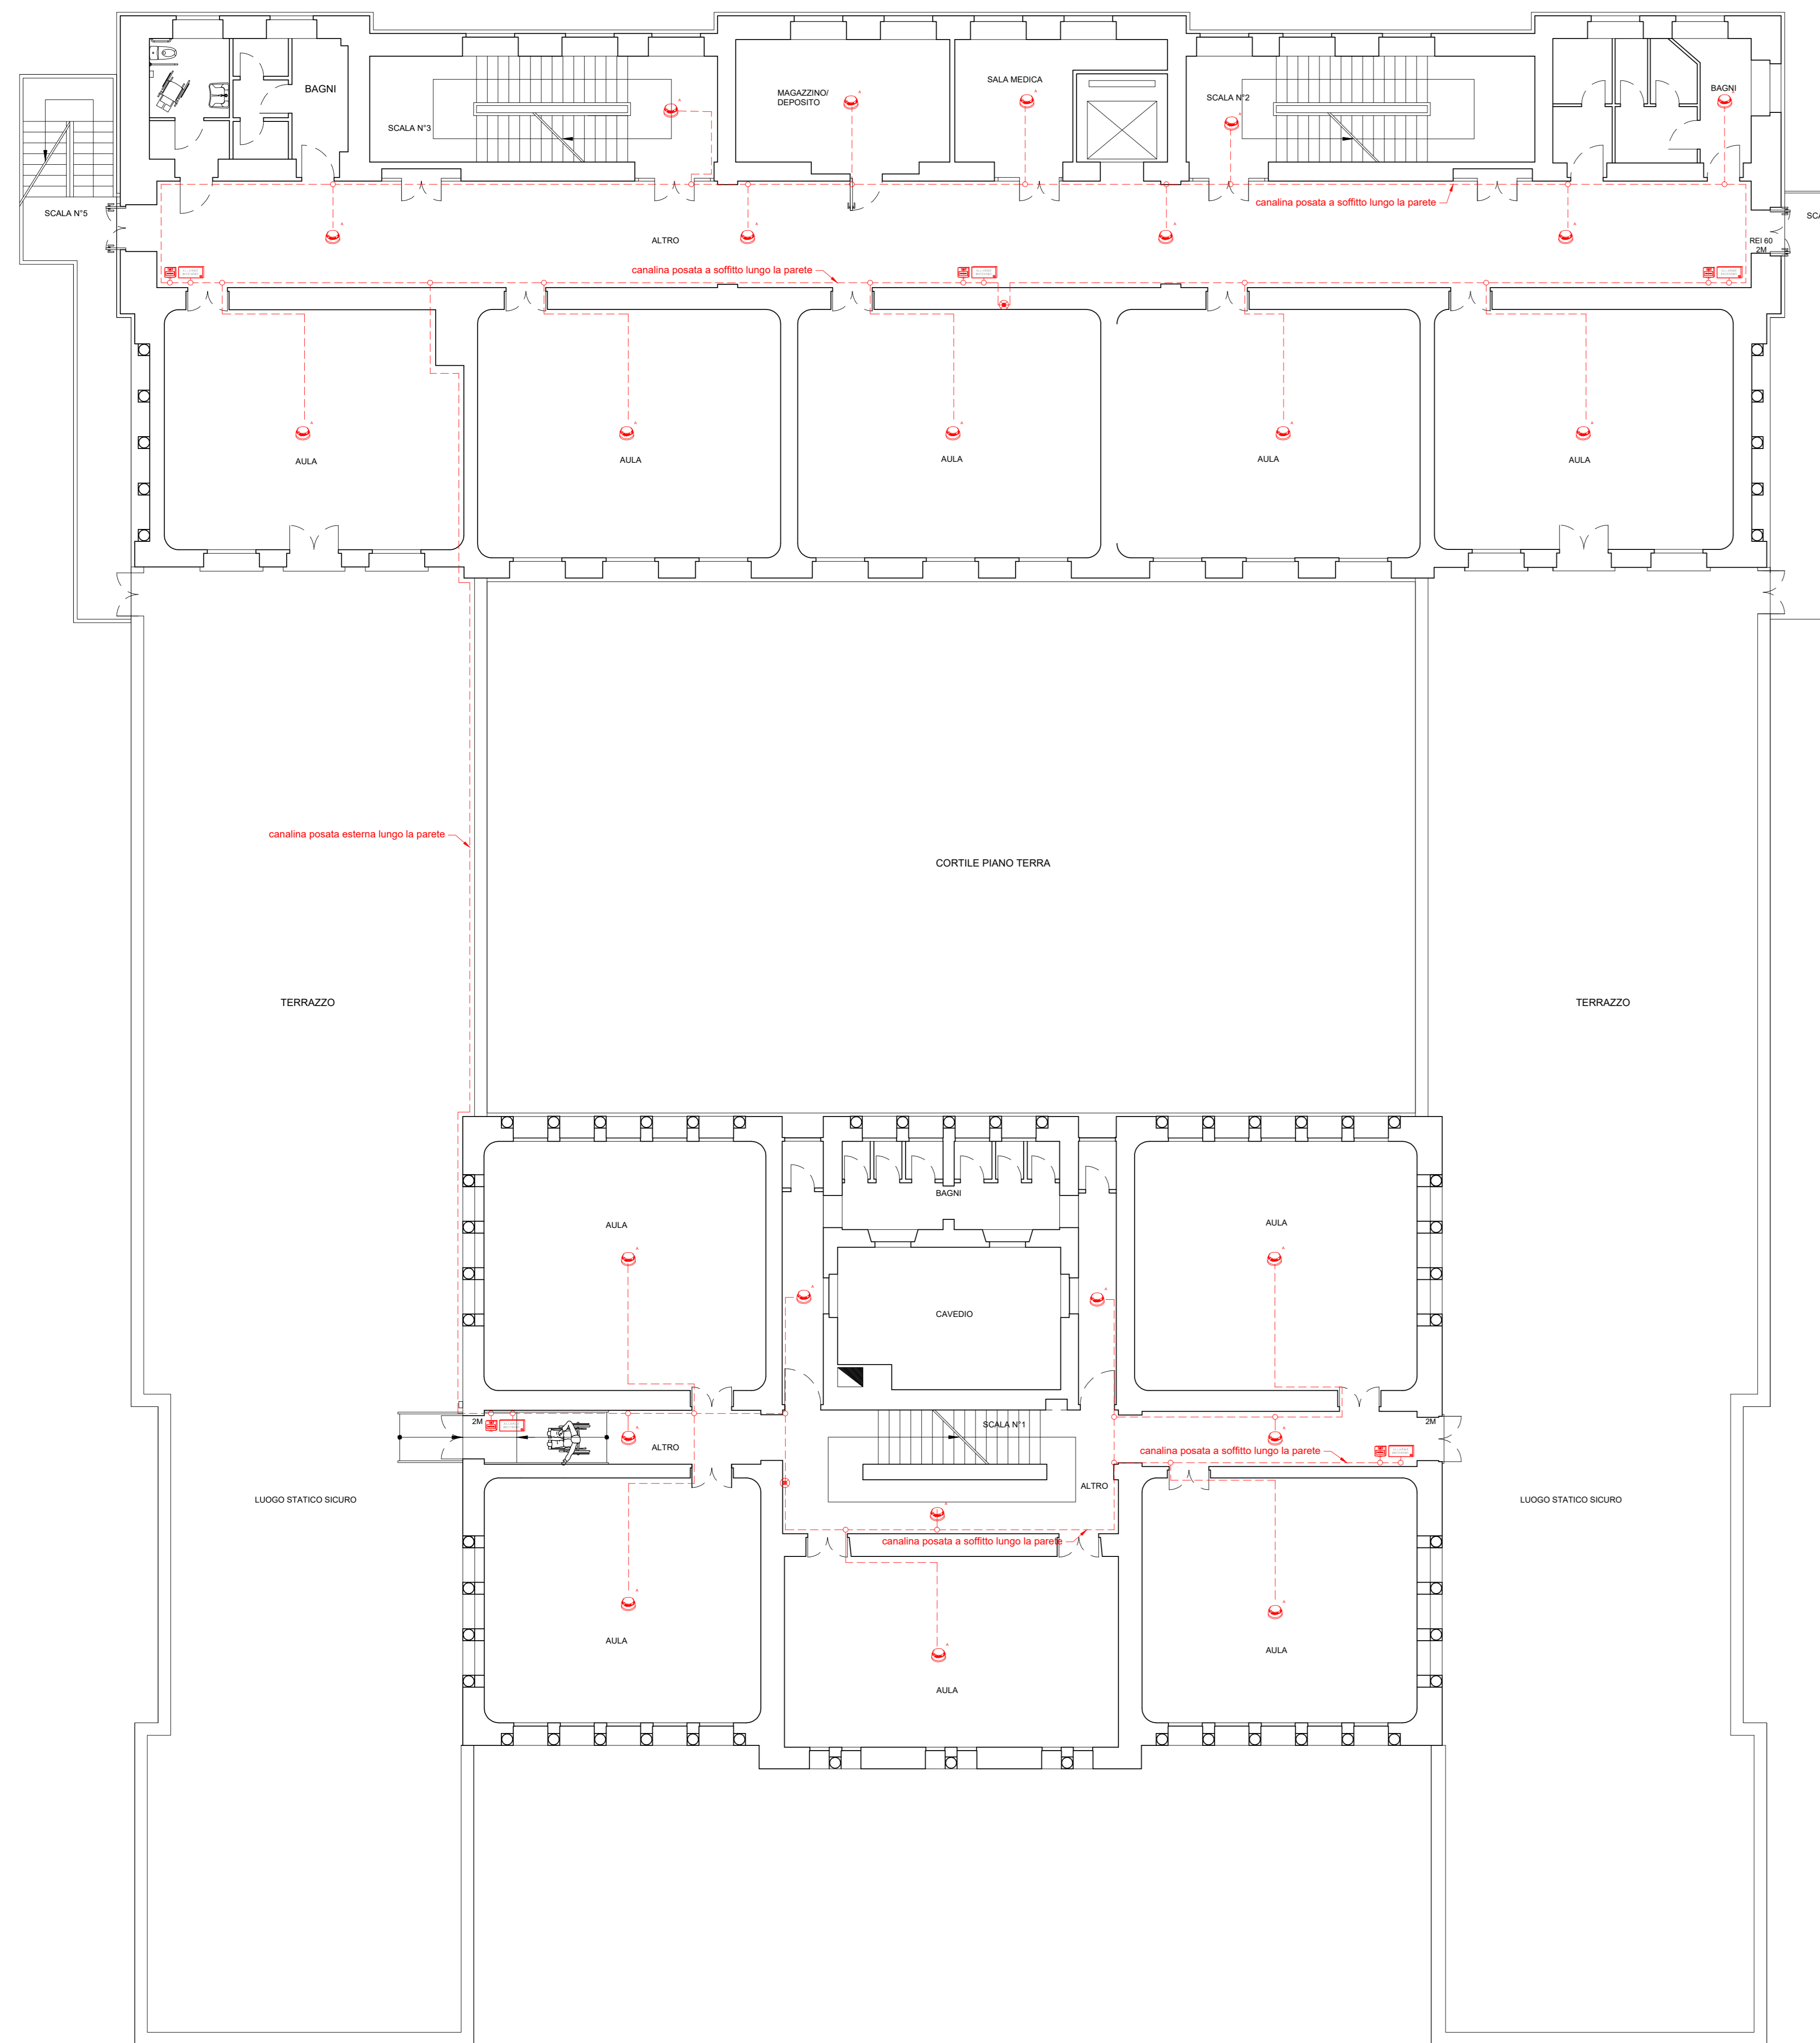 BAGNI
SCALA N°3
MAGAZZINO/
DEPOSITO
SALA MEDICA
SCALA N°2
BAGNI
SCALA N°5
canalina posata a soffitto lungo la parete
SCA
ALTRO
REI 60
2M
canalina posata a soffitto lungo la parete
AULA
AULA
AULA
AULA
AULA
canalina posata esterna lungo la parete
CORTILE PIANO TERRA
TERRAZZO
TERRAZZO
BAGNI
AULA
AULA
CAVEDIO
2M
SCALA N°1
2M
ALTRO
canalina posata a soffitto lungo la parete
ALTRO
LUOGO STATICO SICURO
LUOGO STATICO SICURO
canalina posata a soffitto lungo la parete
AULA
AULA
AULA